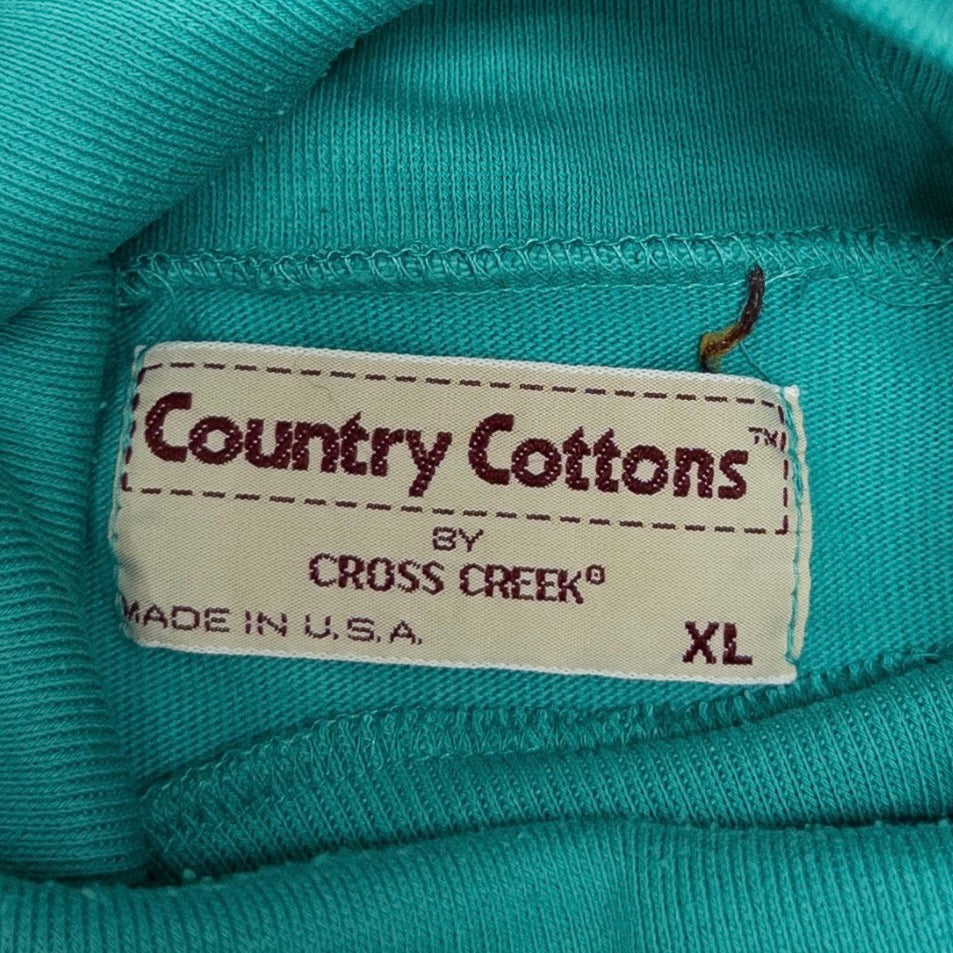 Country Cottons™
BY
CROSS CREEK®
MADE IN U.S.A.
XL